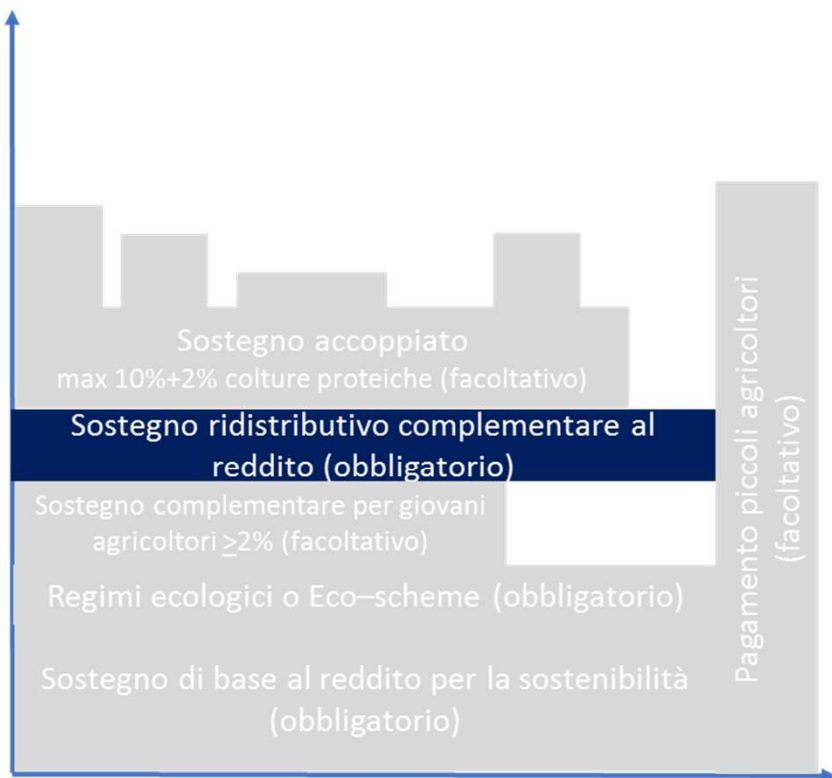 Sostegno accoppiato
max 10%+2% colture proteiche (facoltativo)
Sostegno ridistributivo complementare al
reddito (obbligatorio)
Sostegno complementare per giovani
agricoltori ≥2% (facoltativo)
Regimi ecologici o Eco–scheme (obbligatorio)
Sostegno di base al reddito per la sostenibilità
(obbligatorio)
Pagamento piccoli agricoltori
(facoltativo)